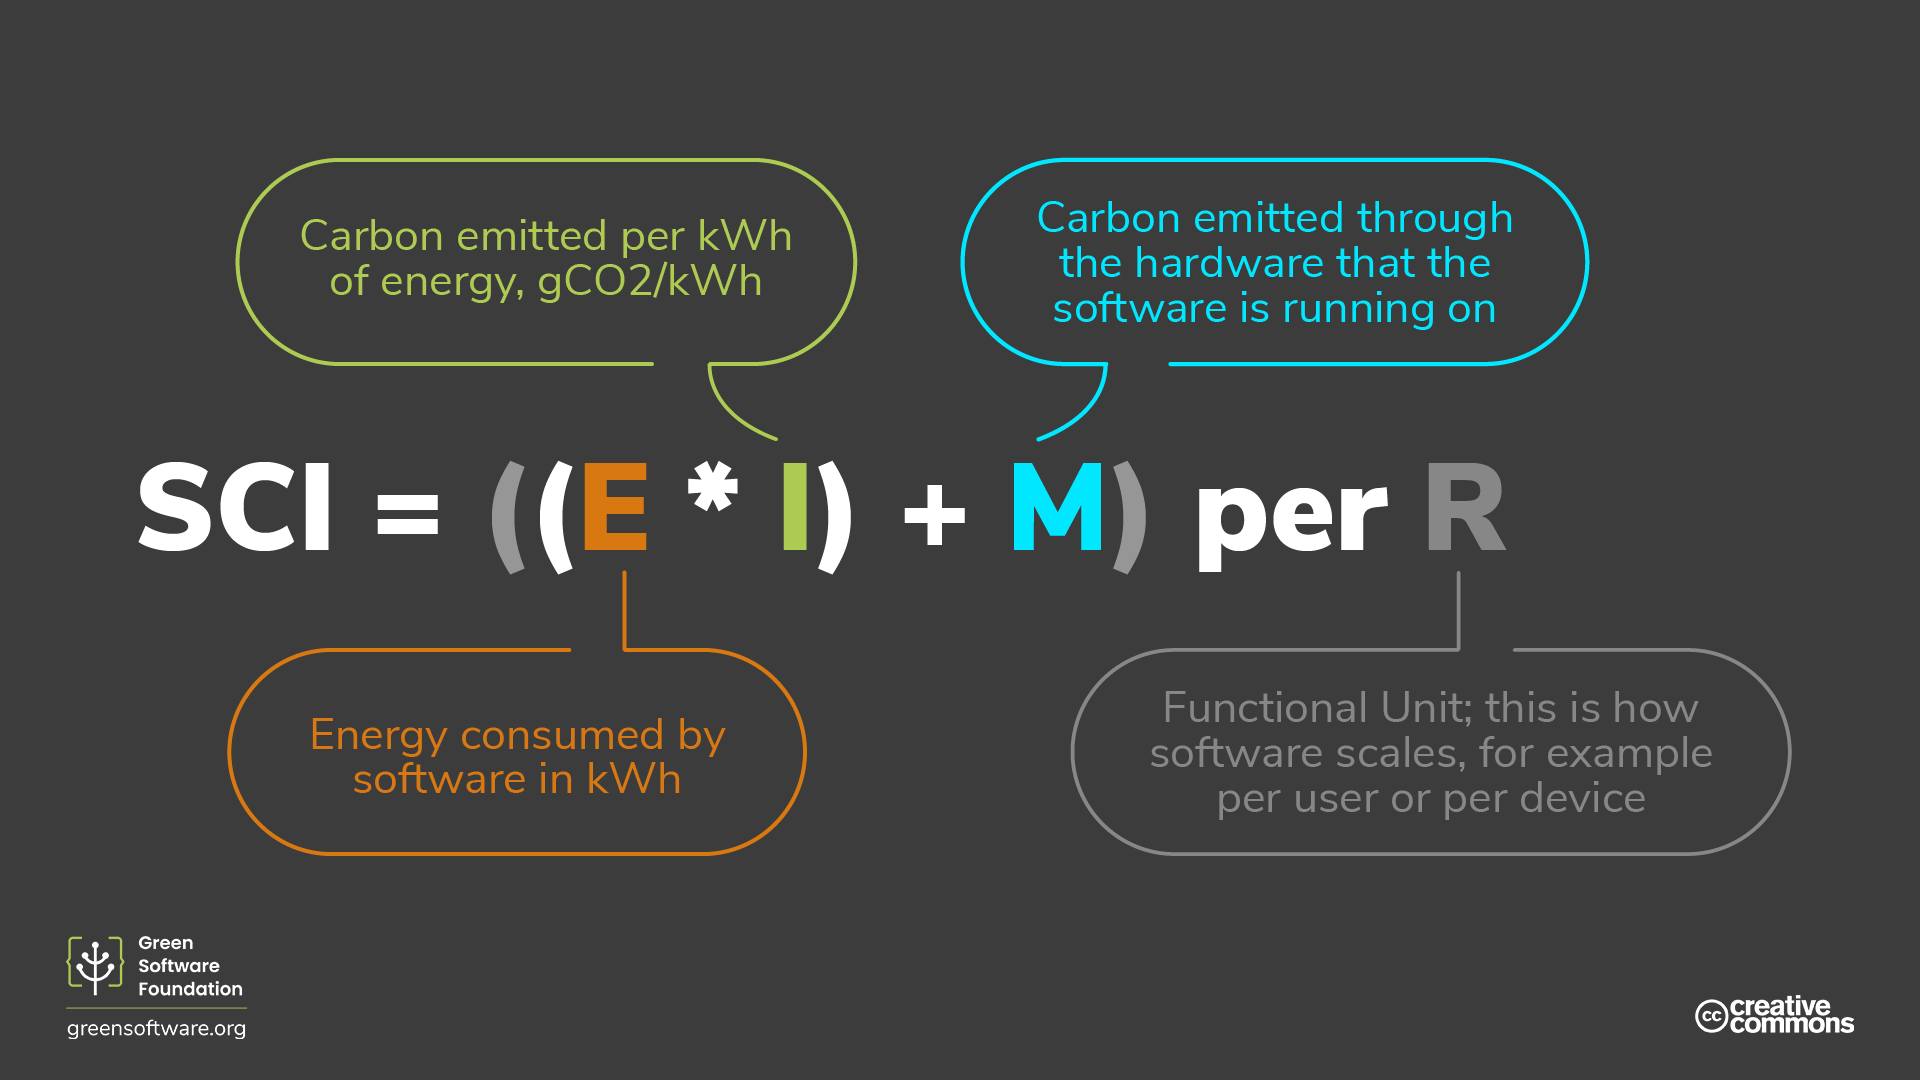 Carbon emitted per kWh
of energy, gCO2/kWh
Carbon emitted through
the hardware that the
software is running on
SCI = ((E * I) + M) per R
Energy consumed by
software in kWh
Functional Unit; this is how
software scales, for example
per user or per device
Green
Software
Foundation
greensoftware.org
cc creative
commons